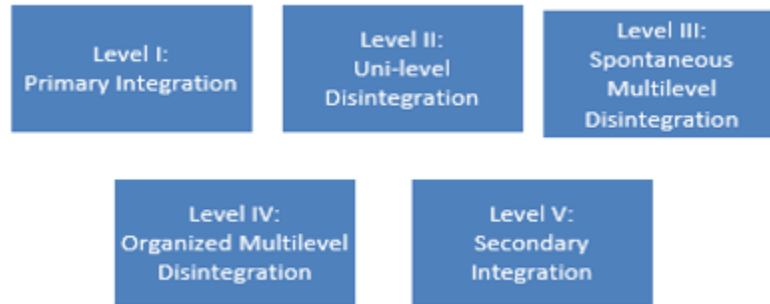 Level I:
Primary Integration
Level II:
Uni-level
Disintegration
Level III:
Spontaneous
Multilevel
Disintegration
Level IV:
Organized Multilevel
Disintegration
Level V:
Secondary
Integration